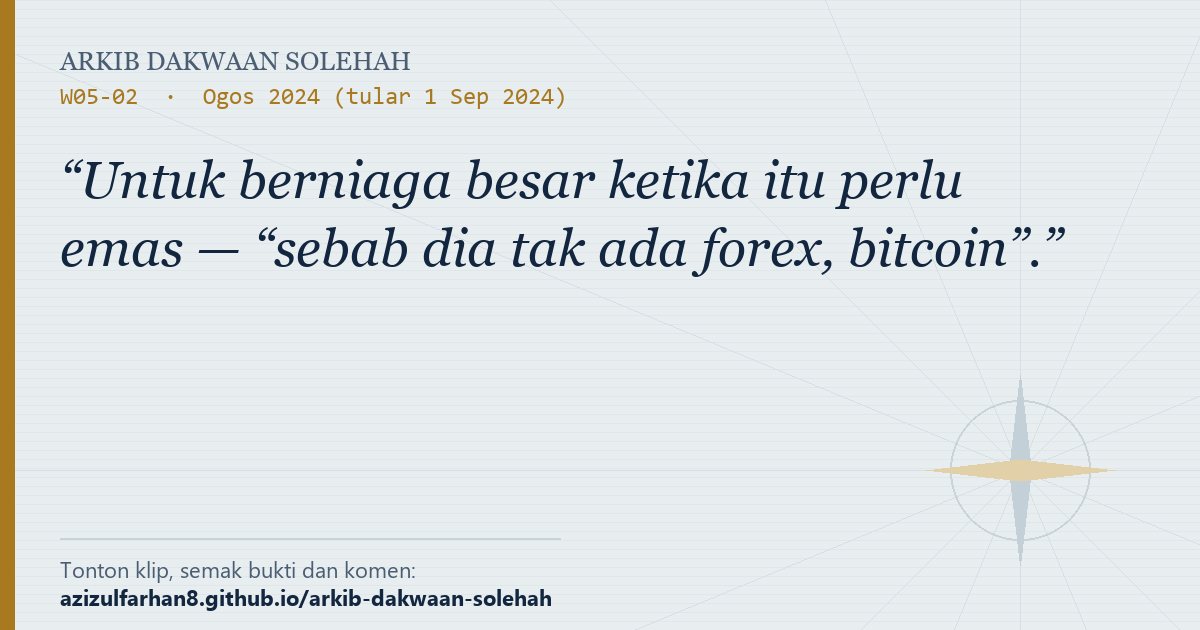 ARKIB DAKWAAN SOLEHAH
W05-02 · Ogos 2024 (tular 1 Sep 2024)
“Untuk berniaga besar ketika itu perlu
emas — “sebab dia tak ada forex, bitcoin”.”
Tonton klip, semak bukti dan komen:
azizulfarhan8.github.io/arkib-dakwaan-solehah